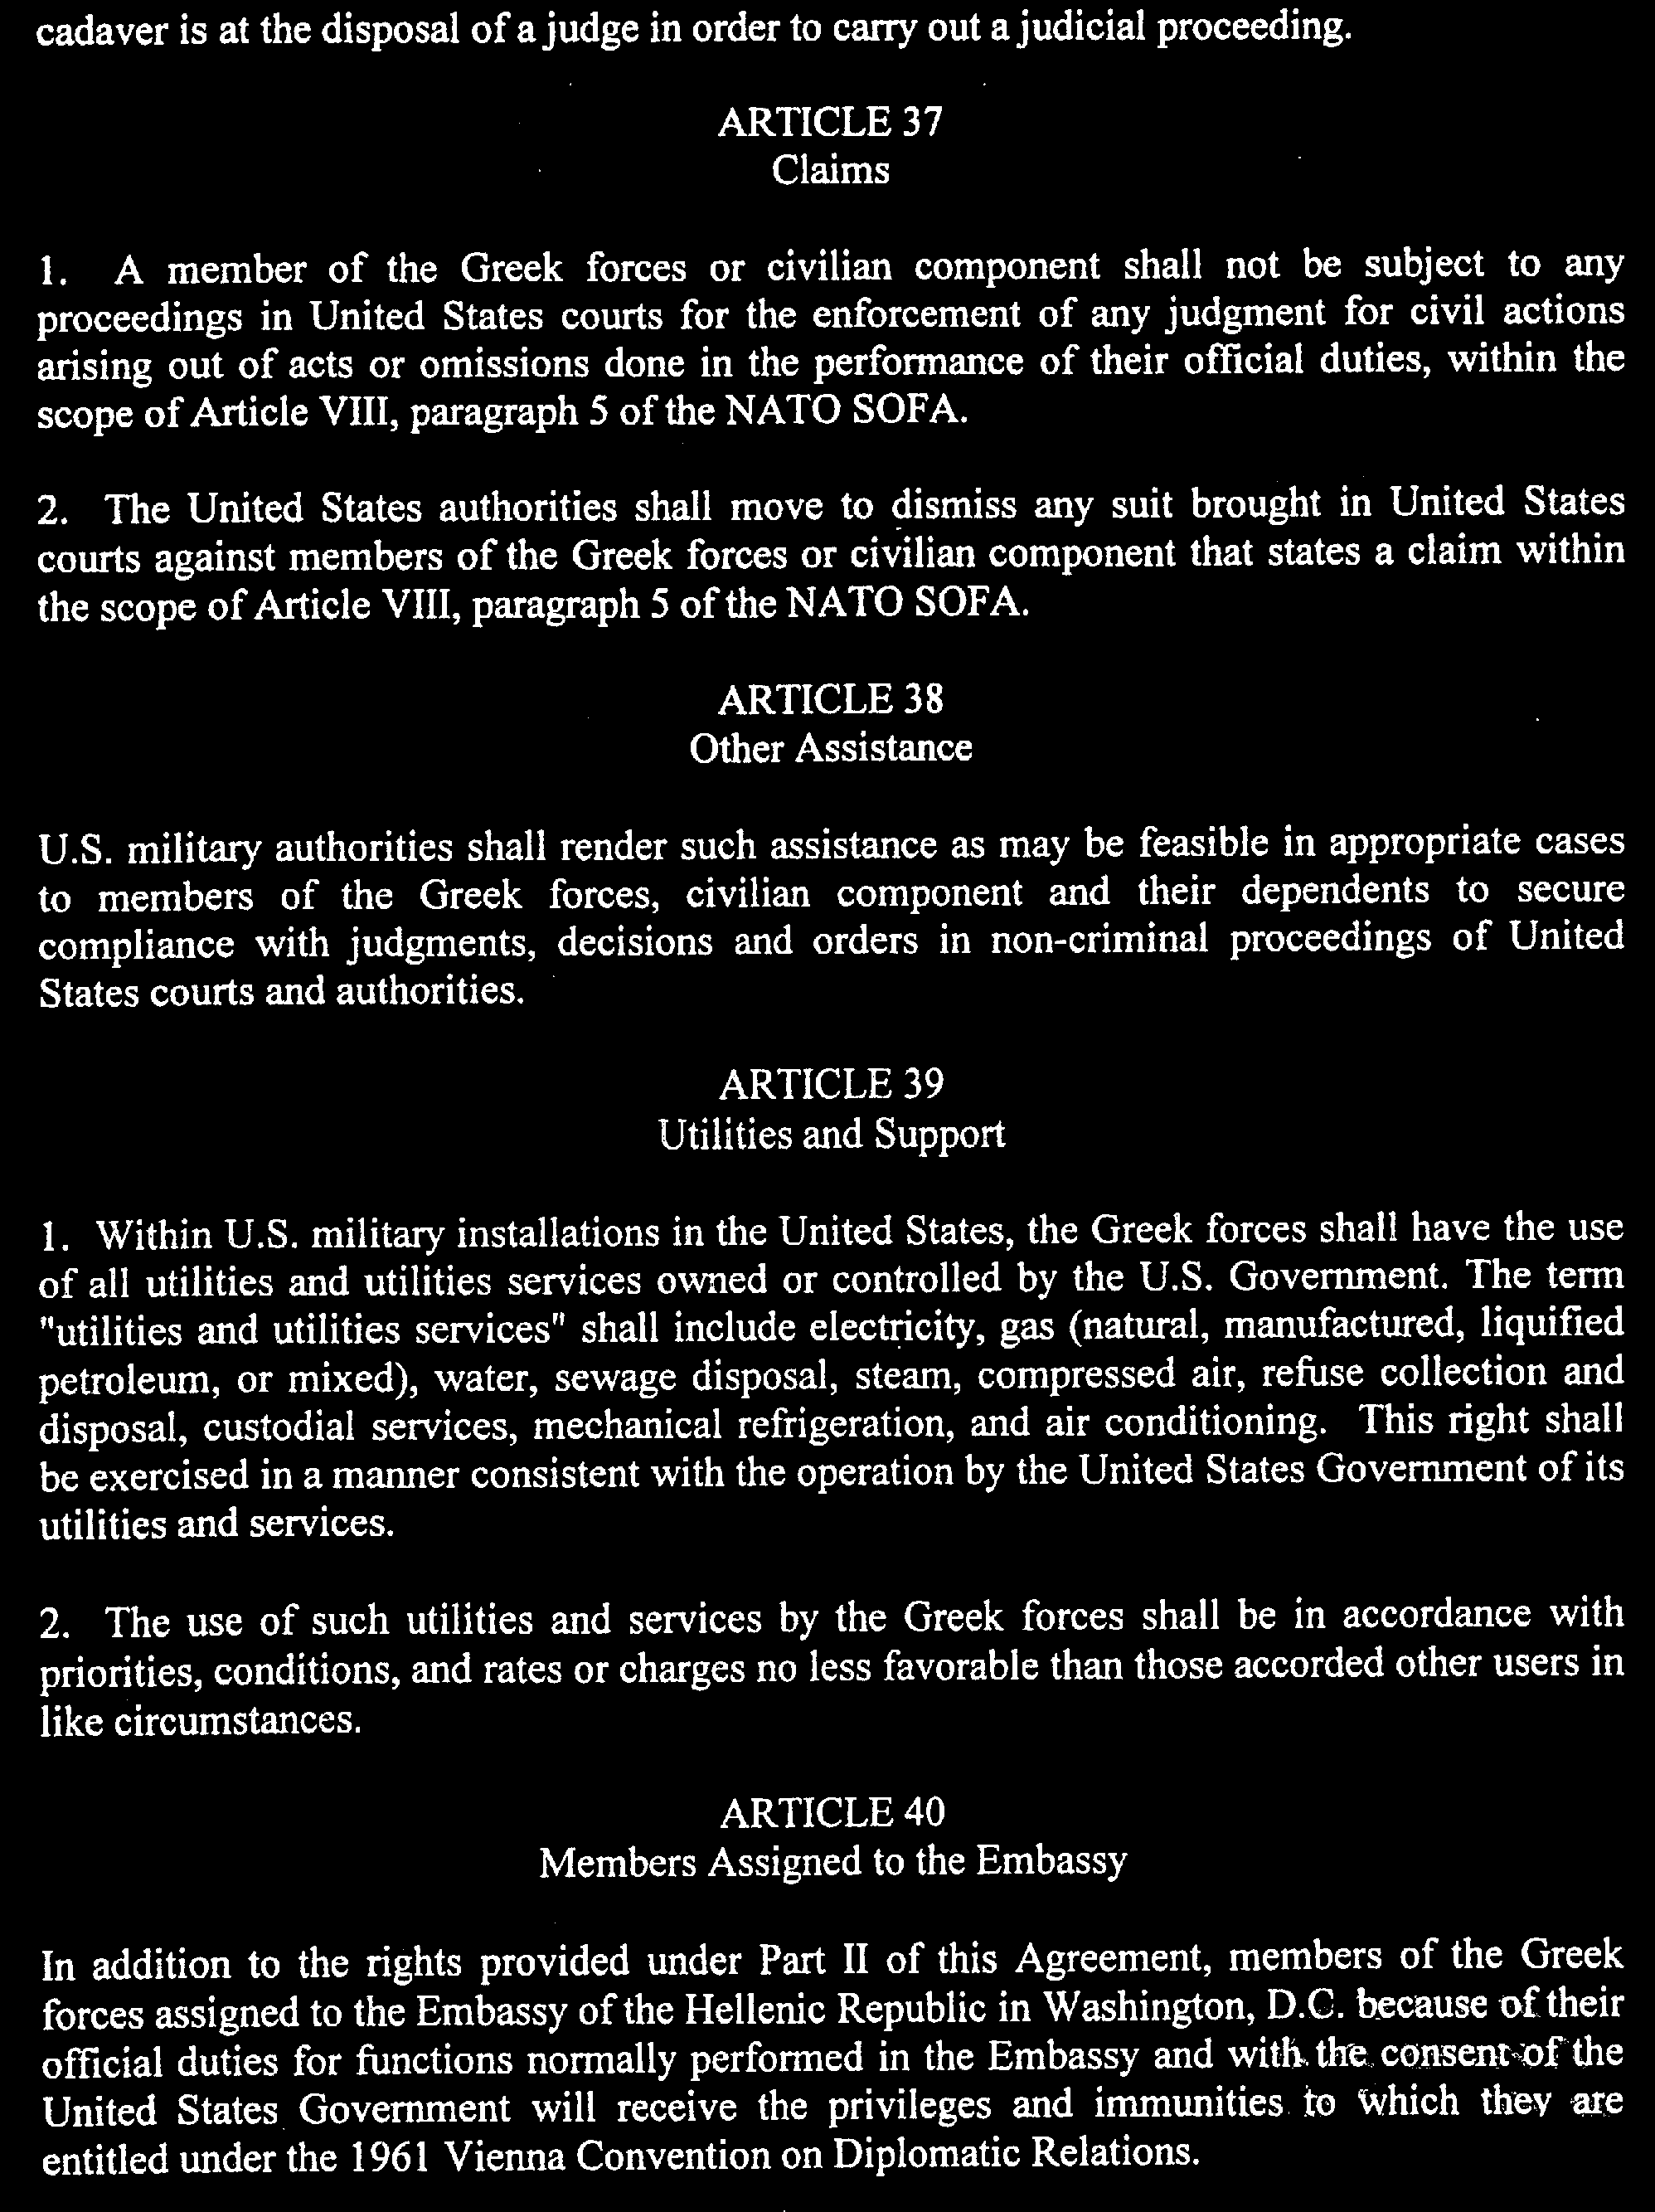 cadaver is at the disposal of a judge in order to carry out a judicial proceeding.
ARTICLE 37
Claims
1. A member of the Greek forces or civilian component shall not be subject to any
proceedings in United States courts for the enforcement of any judgment for civil actions
arising out of acts or omissions done in the performance of their official duties, within the
scope of Article VIII, paragraph 5 of the NATO SOFA.
2. The United States authorities shall move to dismiss any suit brought in United States
courts against members of the Greek forces or civilian component that states a claim within
the scope of Article VIII, paragraph 5 of the NATO SOFA.
ARTICLE 38
Other Assistance
U.S. military authorities shall render such assistance as may be feasible in appropriate cases
to members of the Greek forces, civilian component and their dependents to secure
compliance with judgments, decisions and orders in non-criminal proceedings of United
States courts and authorities.
ARTICLE 39
Utilities and Support
1. Within U.S. military installations in the United States, the Greek forces shall have the use
of all utilities and utilities services owned or controlled by the U.S. Government. The term
"utilities and utilities services" shall include electricity, gas (natural, manufactured, liquified
petroleum, or mixed), water, sewage disposal, steam, compressed air, refuse collection and
disposal, custodial services, mechanical refrigeration, and air conditioning. This right shall
be exercised in a manner consistent with the operation by the United States Government of its
utilities and services.
2. The use of such utilities and services by the Greek forces shall be in accordance with
priorities, conditions, and rates or charges no less favorable than those accorded other users in
like circumstances.
ARTICLE 40
Members Assigned to the Embassy
In addition to the rights provided under Part II of this Agreement, members of the Greek
forces assigned to the Embassy of the Hellenic Republic in Washington, D.C. because of their
official duties for functions normally performed in the Embassy and with the consent of the
United States Government will receive the privileges and immunities to which they are
entitled under the 1961 Vienna Convention on Diplomatic Relations.